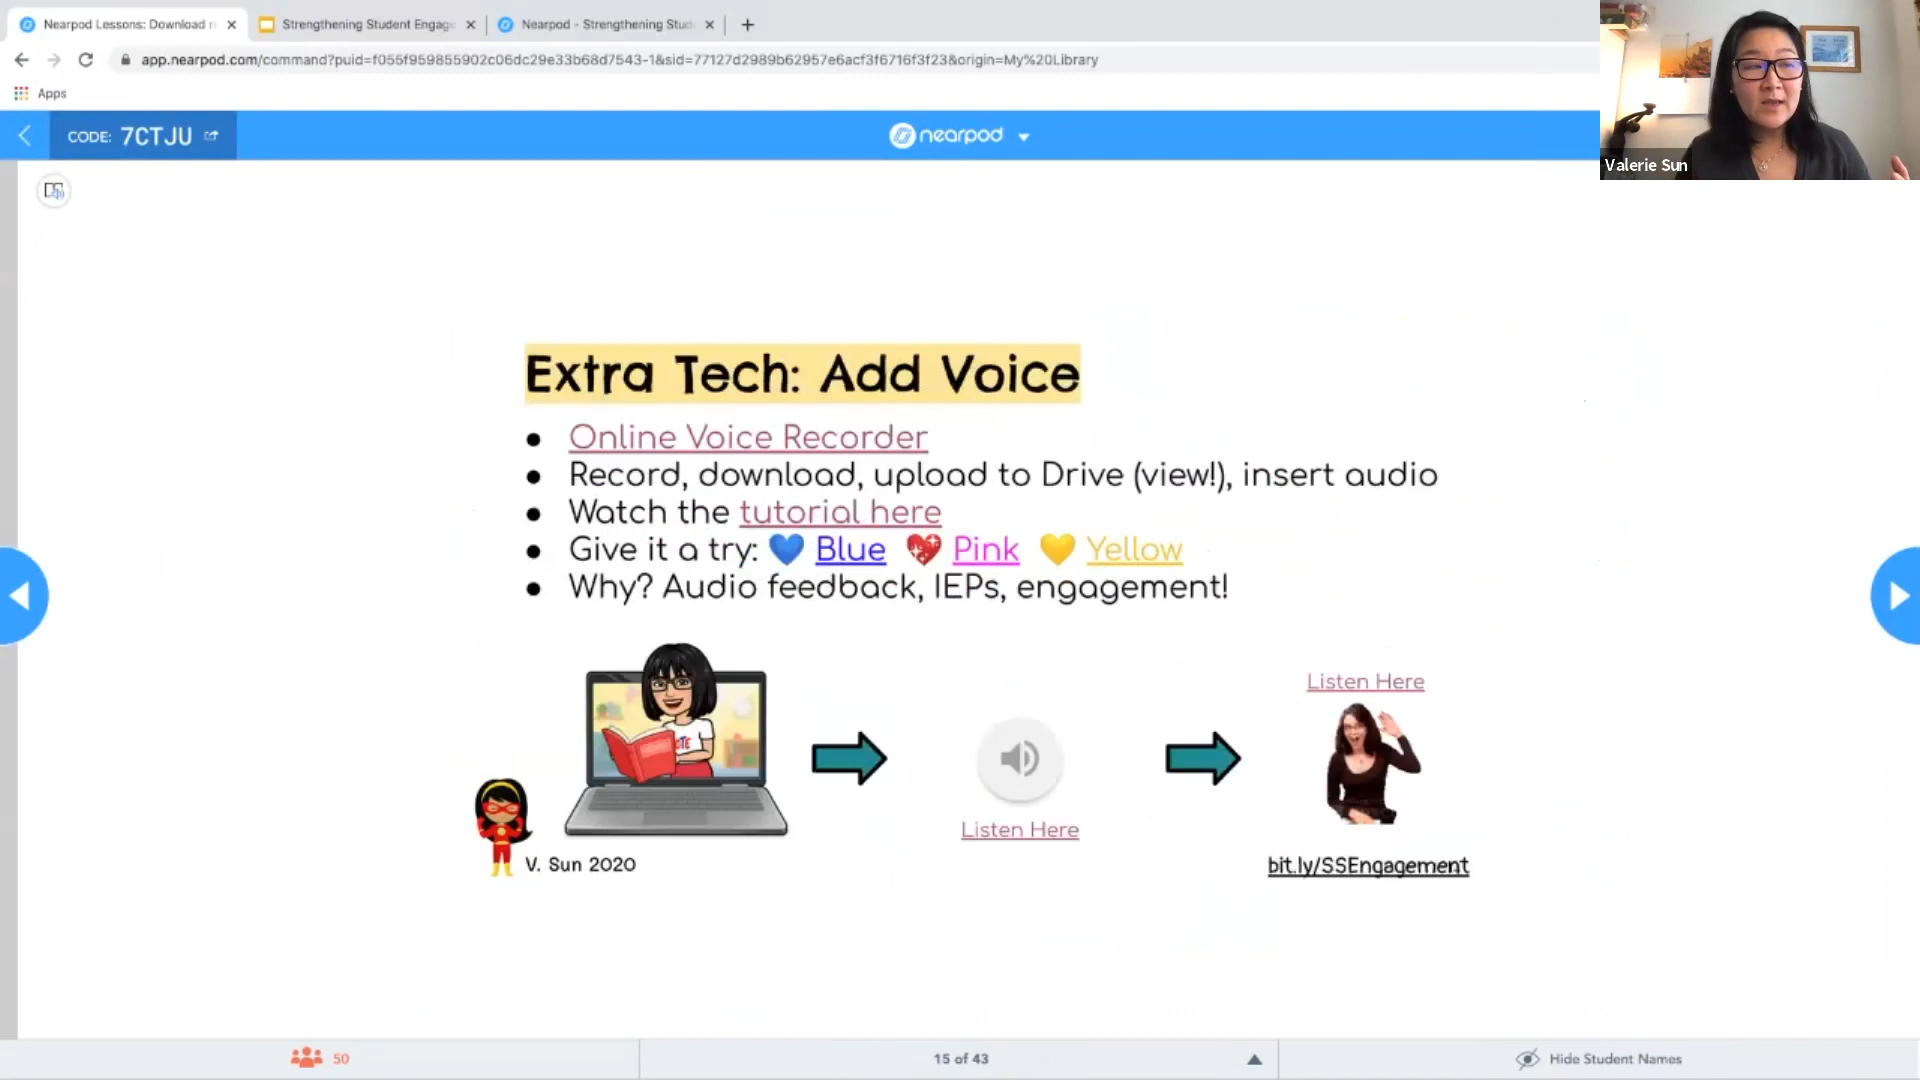 Nearpod Lessons: Download r
Strengthening Student Engag
Nearpod - Strengthening Stud
app.nearpod.com/command?puid=f055f959855902c06dc29e33b68d7543-1&sid=77127d2989b62957e6acf3f6716f3f23&origin=My%20Library
Apps
CODE: 7CTJU
nearpod
Valerie Sun
Extra Tech: Add Voice
● Online Voice Recorder
● Record, download, upload to Drive (view!), insert audio
● Watch the tutorial here
● Give it a try: 💙 Blue 💖 Pink 💛 Yellow
● Why? Audio feedback, IEPs, engagement!
Listen Here
Listen Here
V. Sun 2020
bit.ly/SSEngagement
50
15 of 43
Hide Student Names